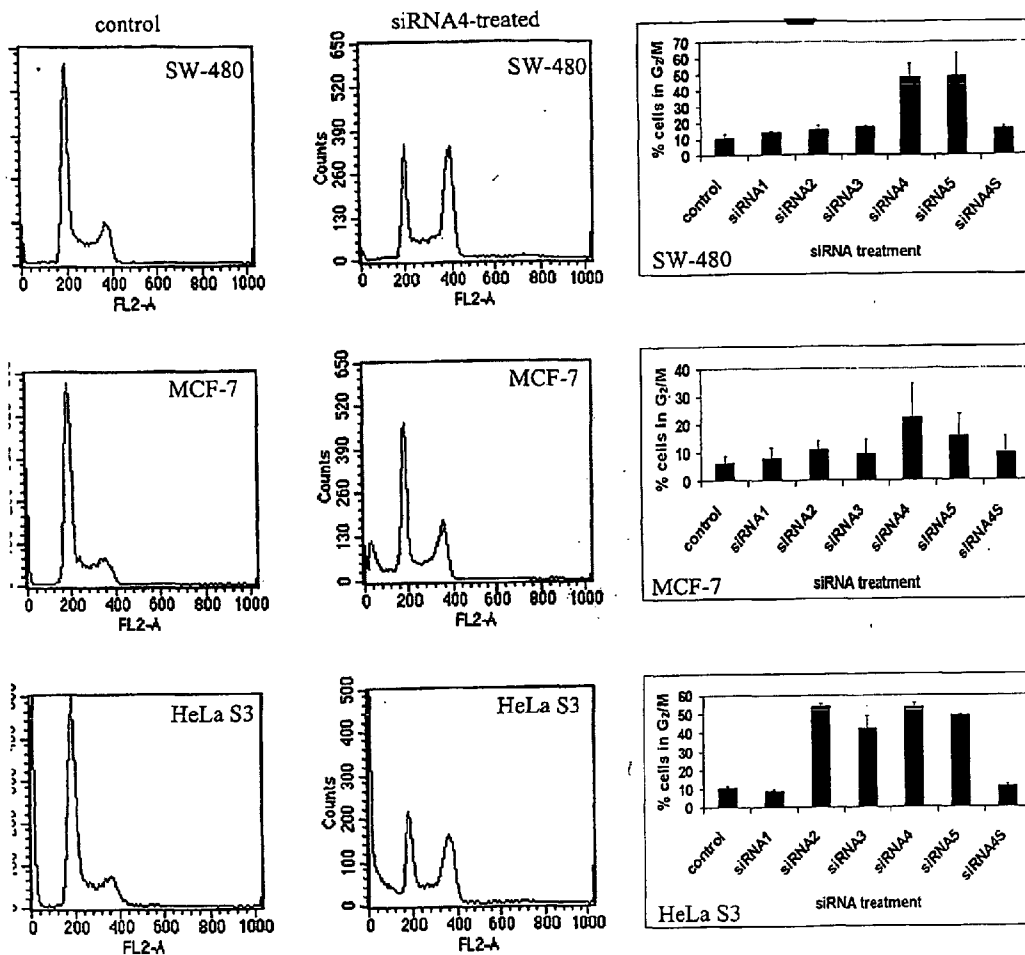 control
siRNA4-treated
SW-480
0 200 400 600 800 1000
FL2-A
SW-480
Counts
650
520
390
260
130
0
0 200 400 600 800 1000
FL2-A
% cells in G2/M
70
60
50
40
30
20
10
0
control siRNA1 siRNA2 siRNA3 siRNA4 siRNA5 siRNA4S
siRNA treatment
SW-480
MCF-7
0 200 400 600 800 1000
FL2-A
MCF-7
Counts
650
520
390
260
130
0
0 200 400 600 800 1000
FL2-A
% cells in G2/M
40
30
20
10
0
control siRNA1 siRNA2 siRNA3 siRNA4 siRNA5 siRNA4S
siRNA treatment
MCF-7
HeLa S3
0 200 400 600 800 1000
FL2-A
HeLa S3
Counts
500
400
300
200
100
0
0 200 400 600 800 1000
FL2-A
% cells in G2/M
60
50
40
30
20
10
0
control siRNA1 siRNA2 siRNA3 siRNA4 siRNA5 siRNA4S
siRNA treatment
HeLa S3